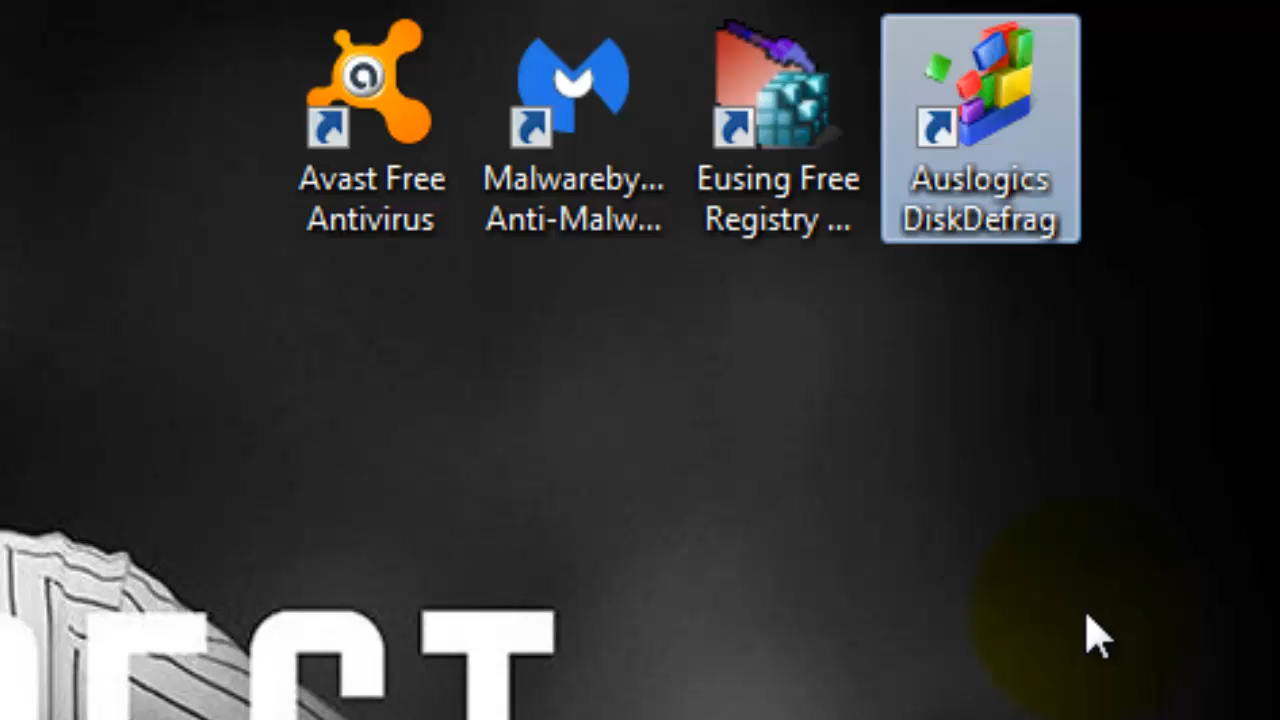 Avast Free
Antivirus
Malwareby...
Anti-Malw...
Eusing Free
Registry ...
Auslogics
DiskDefrag